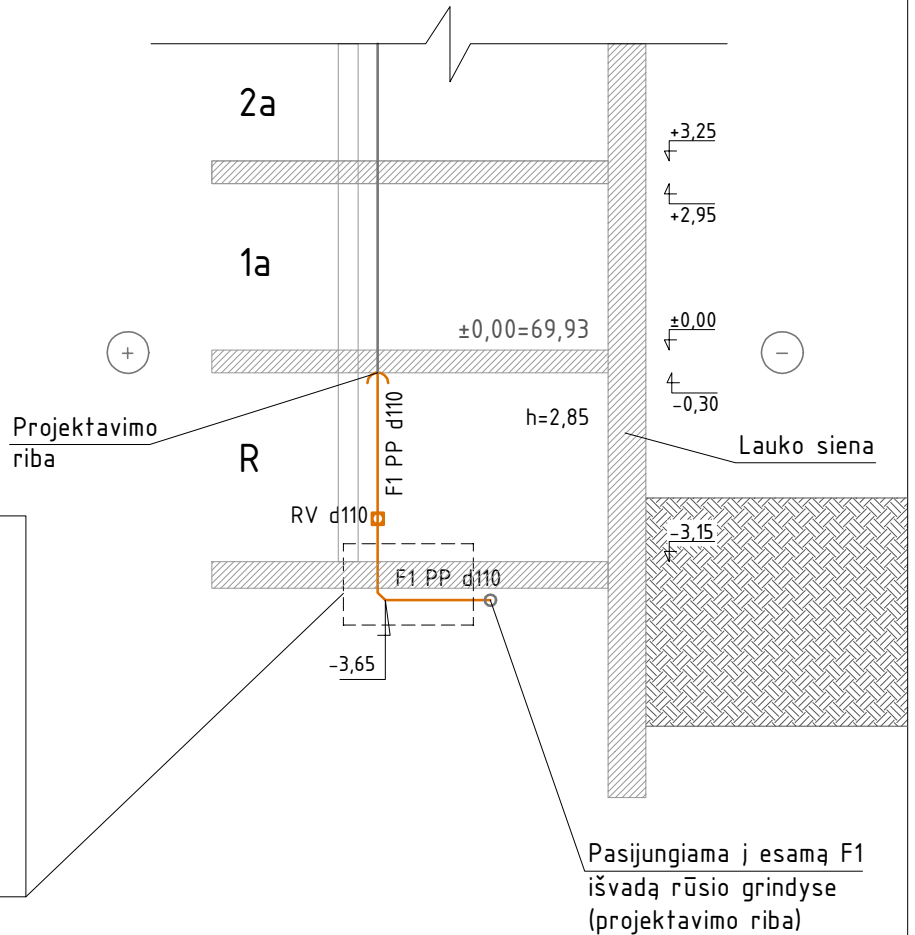 2a
+3,25
+2,95
1a
±0,00=69,93
±0,00
+
−
-0,30
Projektavimo
riba
F1 PP d110
h=2,85
Lauko siena
R
RV d110
-3,15
F1 PP d110
-3,65
Pasijungiama į esamą F1
išvadą rūsio grindyse
(projektavimo riba)